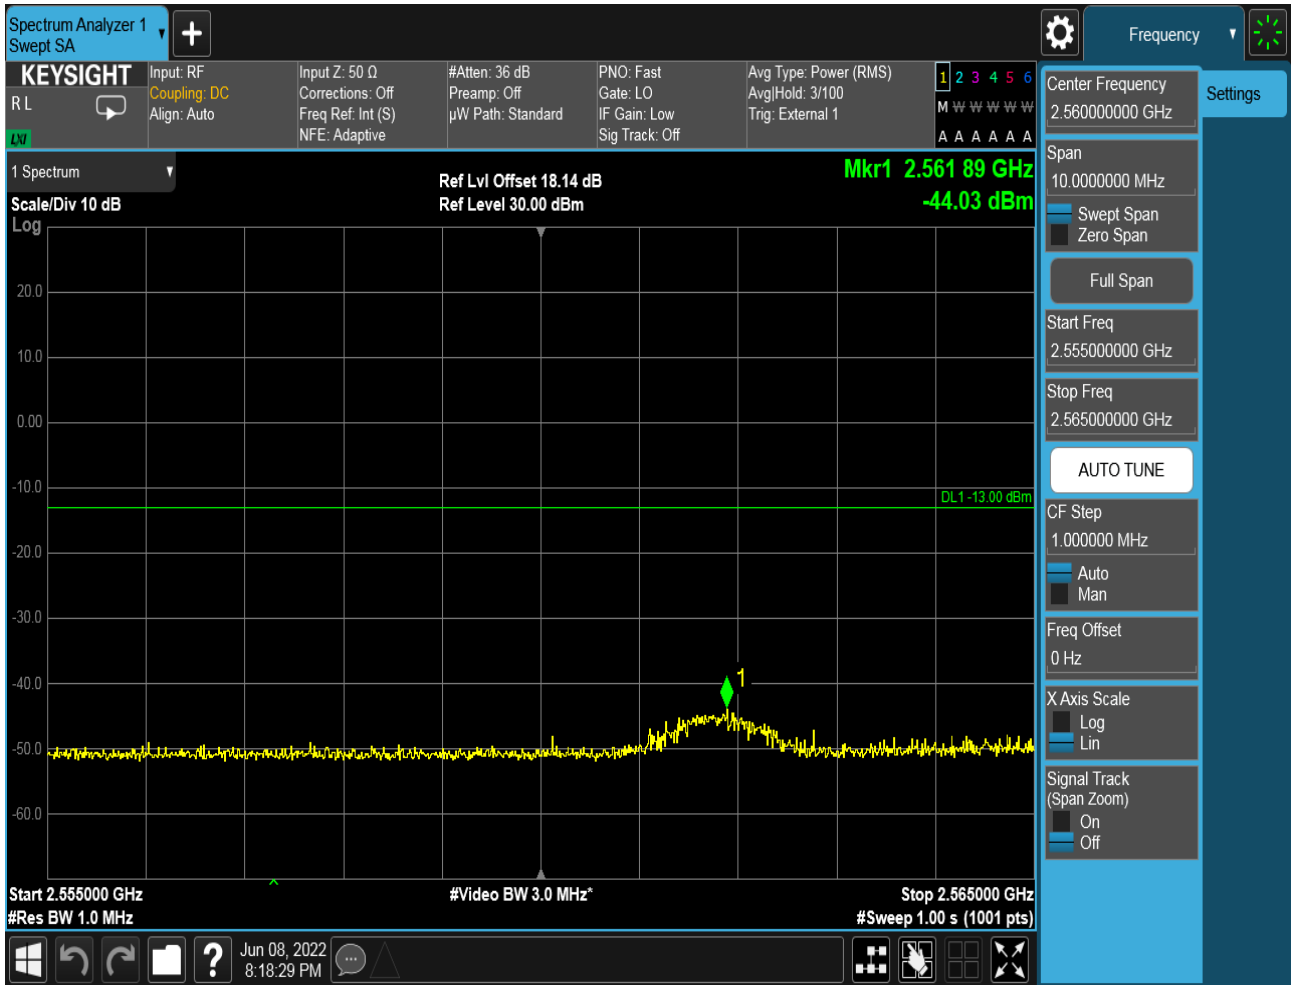 Spectrum Analyzer 1
Swept SA
Frequency
KEYSIGHT
R L
LXI
Input: RF
Coupling: DC
Align: Auto
Input Z: 50 Ω
Corrections: Off
Freq Ref: Int (S)
NFE: Adaptive
#Atten: 36 dB
Preamp: Off
µW Path: Standard
PNO: Fast
Gate: LO
IF Gain: Low
Sig Track: Off
Avg Type: Power (RMS)
Avg|Hold: 3/100
Trig: External 1
1 2 3 4 5 6
M W W W W W
A A A A A A
1 Spectrum
Scale/Div 10 dB
Log
Ref Lvl Offset 18.14 dB
Ref Level 30.00 dBm
Mkr1 2.561 89 GHz
-44.03 dBm
20.0
10.0
0.00
-10.0
-20.0
-30.0
-40.0
-50.0
-60.0
DL1 -13.00 dBm
1
Start 2.555000 GHz
#Res BW 1.0 MHz
#Video BW 3.0 MHz*
Stop 2.565000 GHz
#Sweep 1.00 s (1001 pts)
Jun 08, 2022
8:18:29 PM
Center Frequency
2.560000000 GHz
Settings
Span
10.0000000 MHz
Swept Span
Zero Span
Full Span
Start Freq
2.555000000 GHz
Stop Freq
2.565000000 GHz
AUTO TUNE
CF Step
1.000000 MHz
Auto
Man
Freq Offset
0 Hz
X Axis Scale
Log
Lin
Signal Track
(Span Zoom)
On
Off